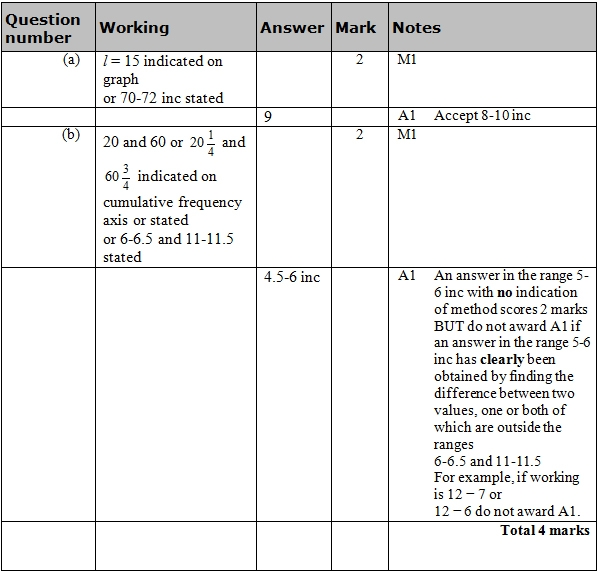 Question number Working Answer Mark Notes
(a) l = 15 indicated on 2 M1
graph
or 70-72 inc stated
9 A1 Accept 8-10 inc
(b) 20 and 60 or 20 1/4 and 2 M1
60 3/4 indicated on
cumulative frequency
axis or stated
or 6-6.5 and 11-11.5
stated
4.5-6 inc A1 An answer in the range 5-
6 inc with no indication
of method scores 2 marks
BUT do not award A1 if
an answer in the range 5-6
inc has clearly been
obtained by finding the
difference between two
values, one or both of
which are outside the
ranges
6-6.5 and 11-11.5
For example, if working
is 12 – 7 or
12 – 6 do not award A1.
Total 4 marks